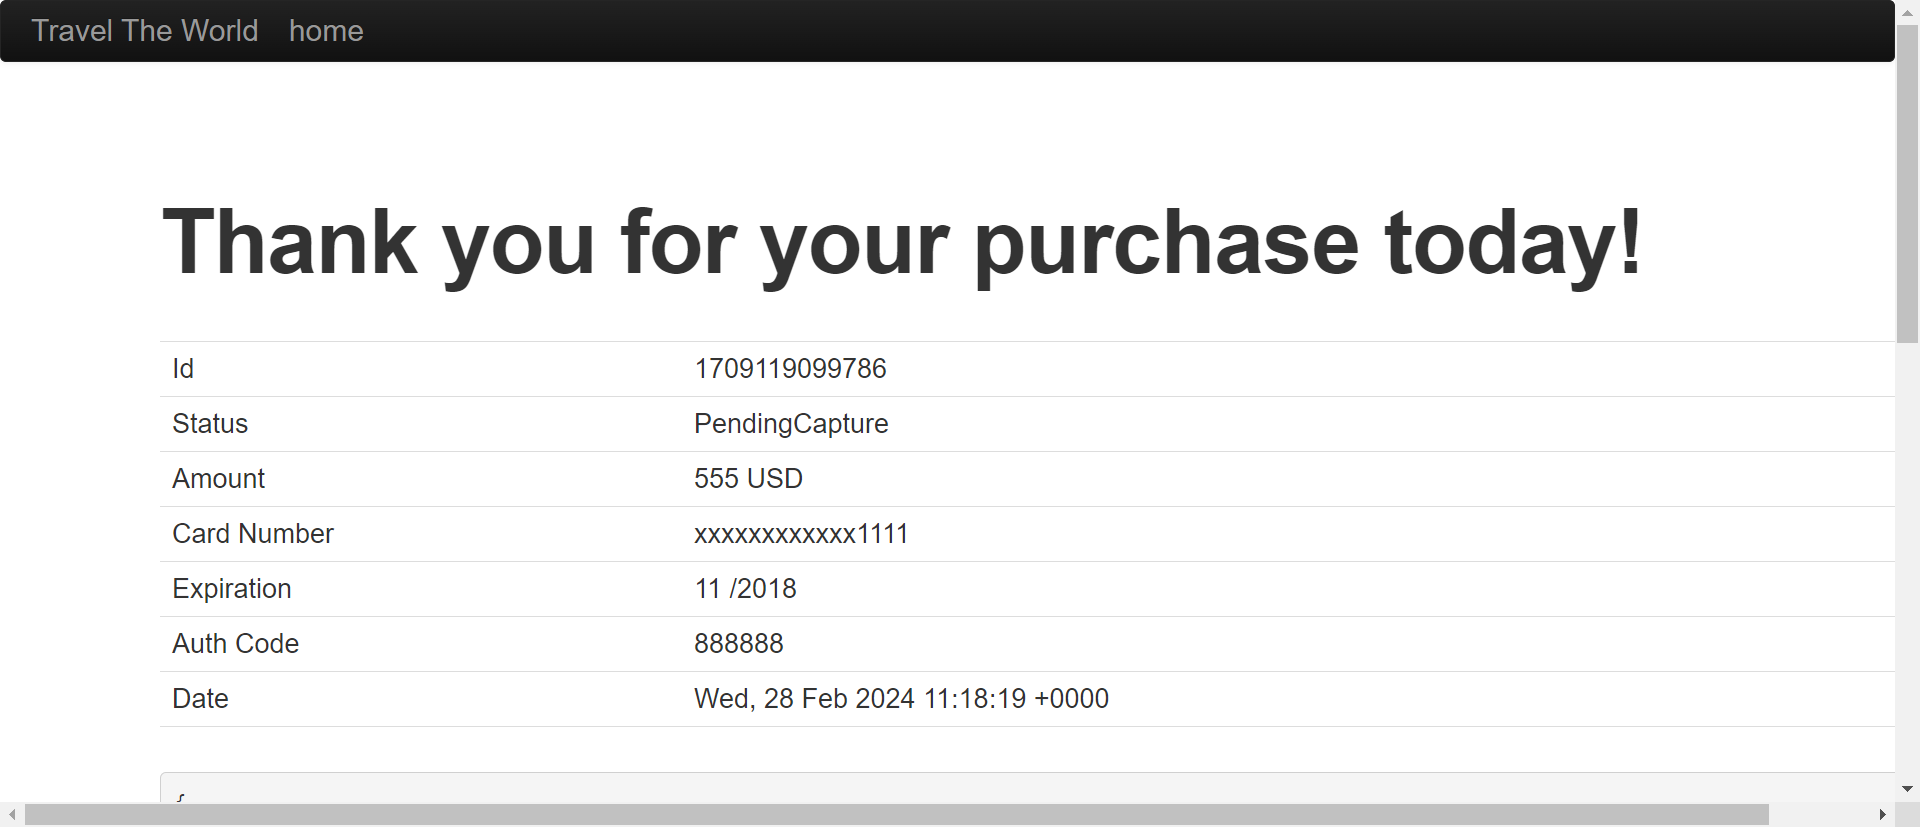 Travel The World home
Thank you for your purchase today!
Id 1709119099786
Status PendingCapture
Amount 555 USD
Card Number xxxxxxxxxxxx1111
Expiration 11 /2018
Auth Code 888888
Date Wed, 28 Feb 2024 11:18:19 +0000
{